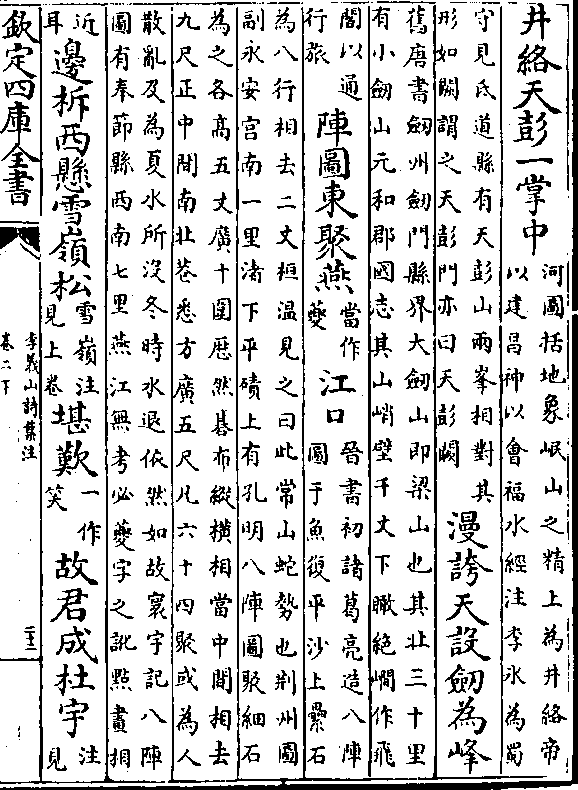 井絡天彭一掌中
河圖括地象岷山之精上為井絡帝
以建昌神以會福水經注李氷為蜀
守見氐道縣有天彭山兩峯相對其
形如闕謂之天彭門亦曰天彭闕
漫誇天設劒為峰
舊唐書劒州劒門縣界大劒山即梁山也其北三十里
有小劒山元和郡國志其山峭壁千丈下瞰絶澗作飛
閣以通
行旅
陣圖東聚燕
當作
夔
江口
晉書初諸葛亮造八陣
圖于魚復平沙上壘石
為八行相去二丈桓温見之曰此常山蛇勢也荆州圖
副永安宫南一里渚下平磧上有孔明八陣圖聚細石
為之各髙五丈廣十圍厯然碁布縱横相當中間相去
九尺正中間南北巷悉方廣五尺凡六十四聚或為人
散亂及為夏水所没冬時水退依然如故寰宇記八陣
圖有奉節縣西南七里燕江無考必夔字之訛點畫相
近
耳
邊柝西懸雪嶺松
雪嶺注
見上卷
堪歎
一作
笑
故君成杜宇
注
見
欽定四庫全書
李義山詩集注
卷二下